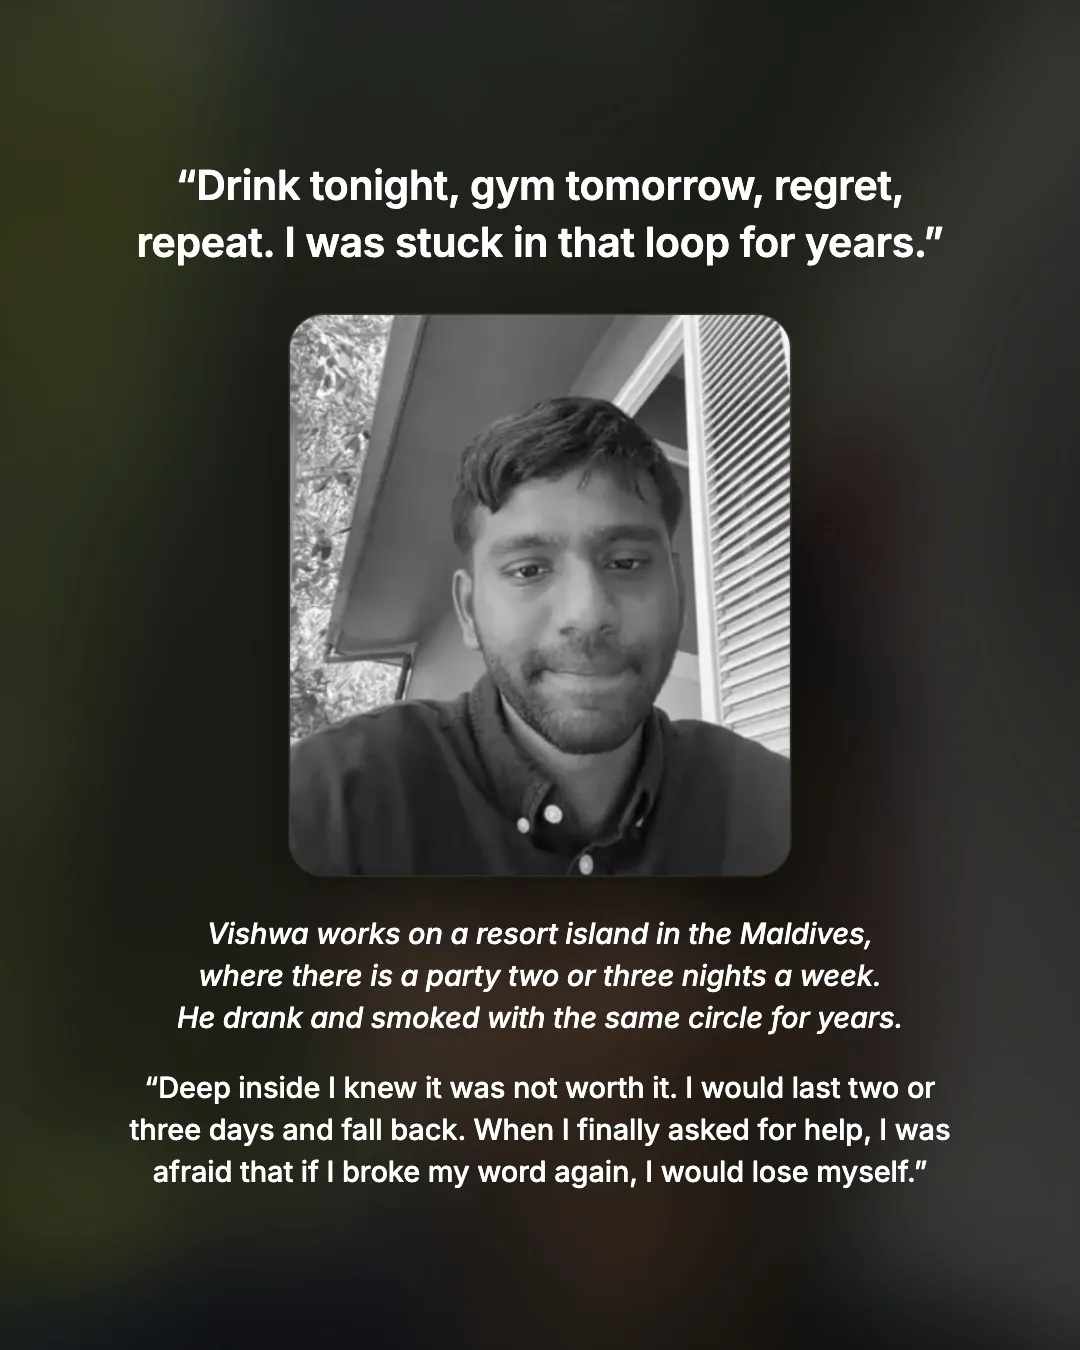 “Drink tonight, gym tomorrow, regret,
repeat. I was stuck in that loop for years.”
Vishwa works on a resort island in the Maldives,
where there is a party two or three nights a week.
He drank and smoked with the same circle for years.
“Deep inside I knew it was not worth it. I would last two or
three days and fall back. When I finally asked for help, I was
afraid that if I broke my word again, I would lose myself.”